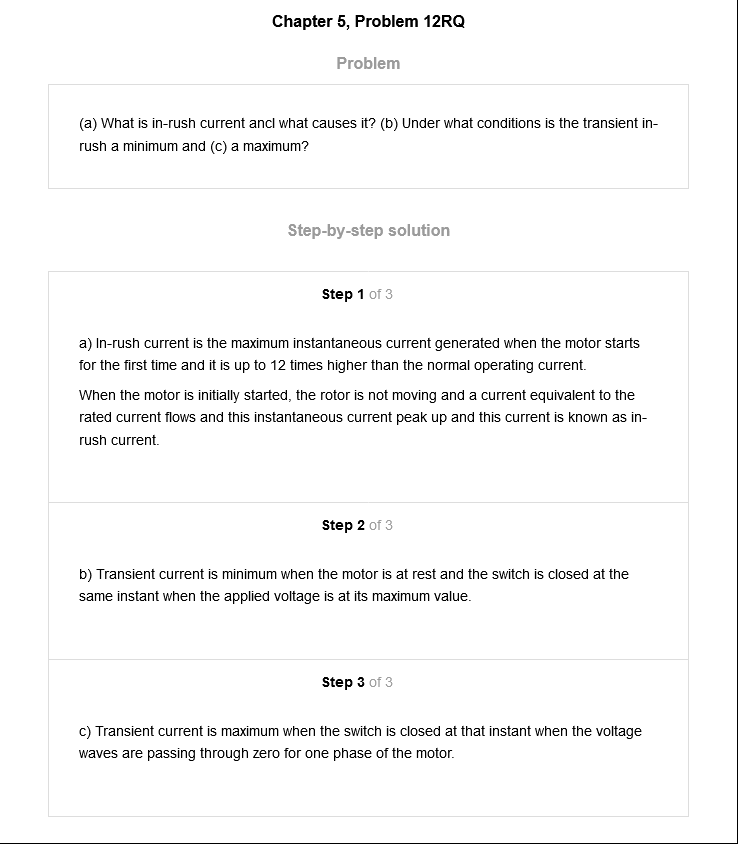 Chapter 5, Problem 12RQ
Problem
(a) What is in-rush current ancl what causes it? (b) Under what conditions is the transient in-
rush a minimum and (c) a maximum?
Step-by-step solution
Step 1 of 3
a) In-rush current is the maximum instantaneous current generated when the motor starts
for the first time and it is up to 12 times higher than the normal operating current.
When the motor is initially started, the rotor is not moving and a current equivalent to the
rated current flows and this instantaneous current peak up and this current is known as in-
rush current.
Step 2 of 3
b) Transient current is minimum when the motor is at rest and the switch is closed at the
same instant when the applied voltage is at its maximum value.
Step 3 of 3
c) Transient current is maximum when the switch is closed at that instant when the voltage
waves are passing through zero for one phase of the motor.